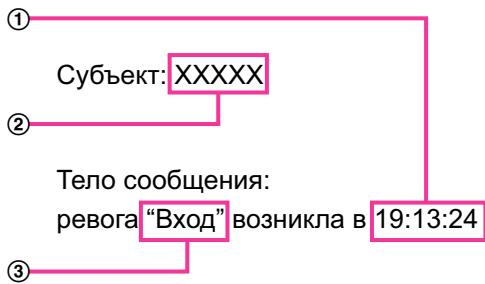 ①
Субъект: XXXXX
②
Тело сообщения:
ревога “Вход” возникла в 19:13:24
③